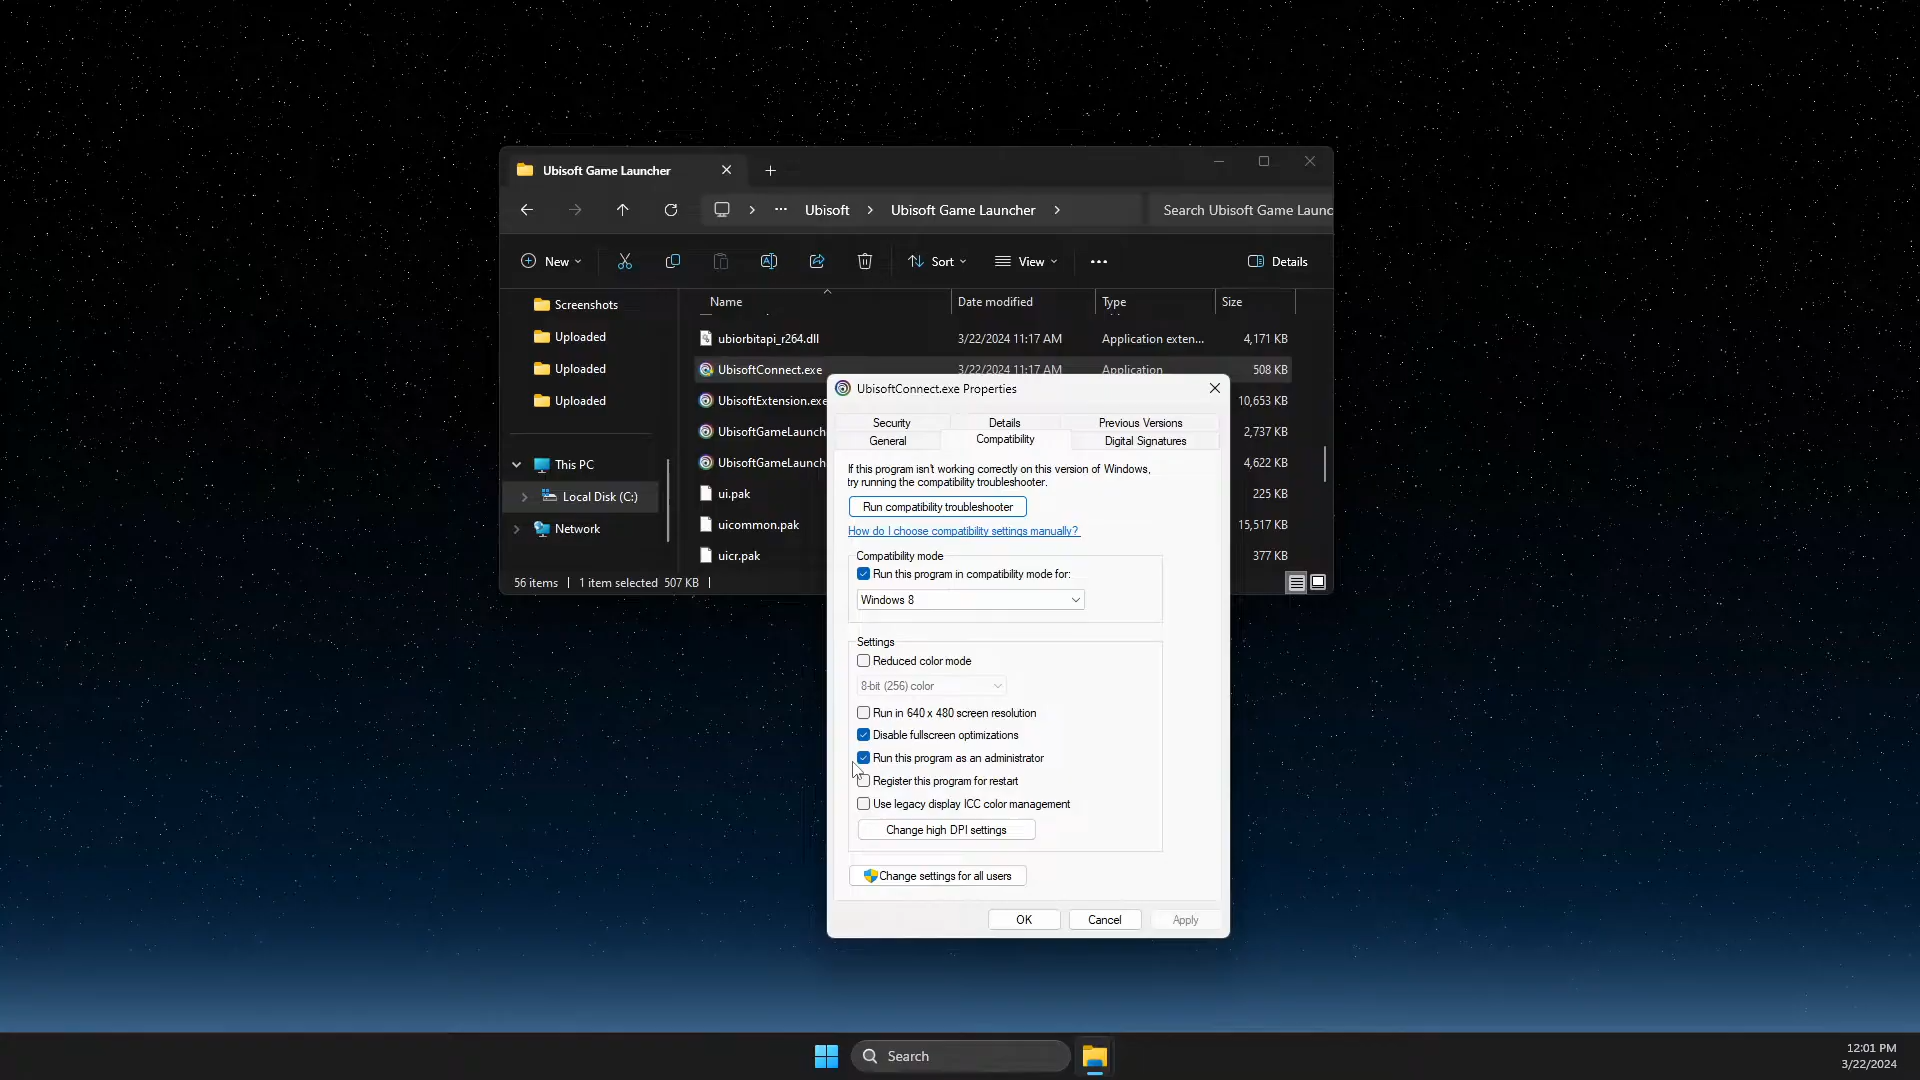 Ubisoft Game Launcher
Ubisoft
Ubisoft Game Launcher
Search Ubisoft Game Launc
New
Sort
View
Details
Name
Date modified
Type
Size
Screenshots
Uploaded
Uploaded
Uploaded
This PC
Local Disk (C:)
Network
ubiorbitapi_r264.dll
3/22/2024 11:17 AM
Application exten...
4,171 KB
UbisoftConnect.exe
3/22/2024 11:17 AM
Application
508 KB
UbisoftExtension.exe
10,653 KB
UbisoftGameLaunch
2,737 KB
UbisoftGameLaunch
4,622 KB
ui.pak
225 KB
uicommon.pak
15,517 KB
uicr.pak
377 KB
56 items
1 item selected 507 KB
UbisoftConnect.exe Properties
Security
Details
Previous Versions
General
Compatibility
Digital Signatures
If this program isn't working correctly on this version of Windows,
try running the compatibility troubleshooter.
Run compatibility troubleshooter
How do I choose compatibility settings manually?
Compatibility mode
Run this program in compatibility mode for:
Windows 8
Settings
Reduced color mode
8-bit (256) color
Run in 640 x 480 screen resolution
Disable fullscreen optimizations
Run this program as an administrator
Register this program for restart
Use legacy display ICC color management
Change high DPI settings
Change settings for all users
OK
Cancel
Apply
Search
12:01 PM
3/22/2024